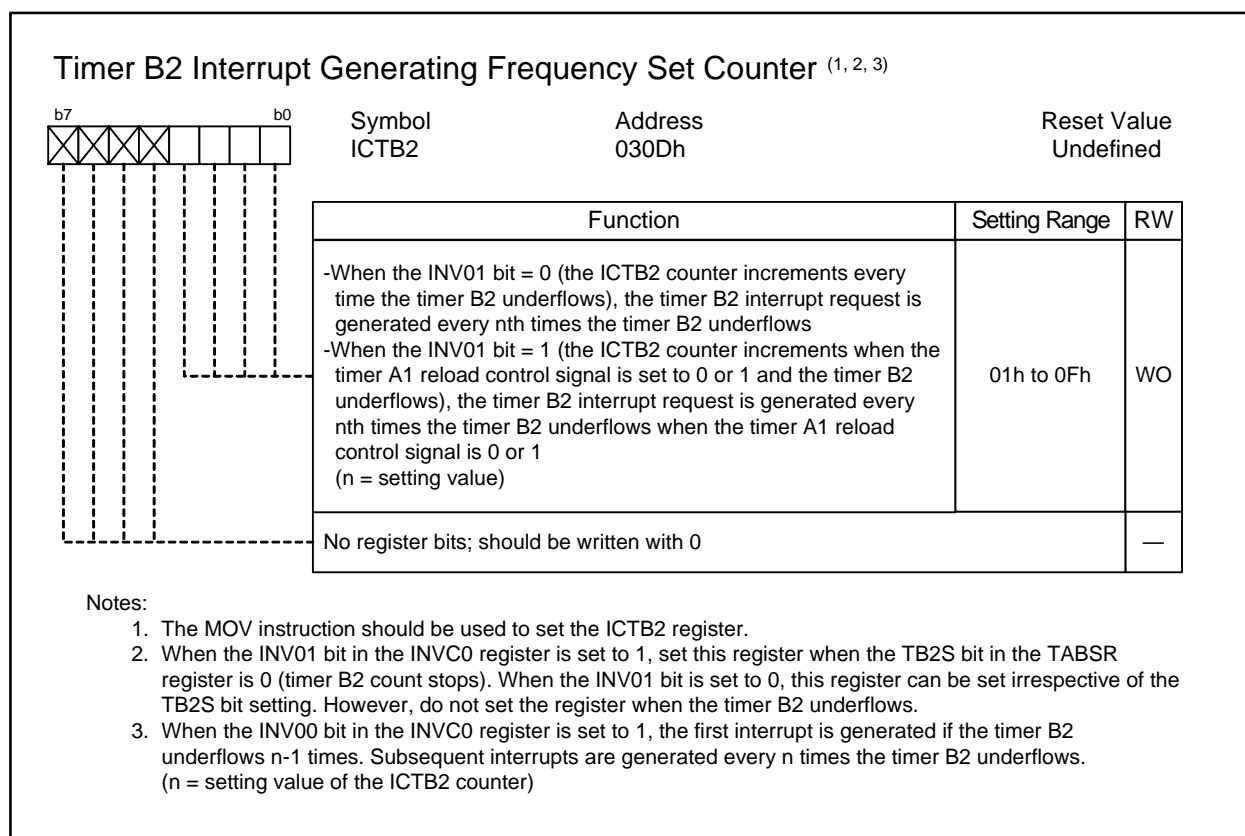 Timer B2 Interrupt Generating Frequency Set Counter (1, 2, 3)
b7 b0
Symbol Address Reset Value
ICTB2 030Dh Undefined
Function Setting Range RW
-When the INV01 bit = 0 (the ICTB2 counter increments every
time the timer B2 underflows), the timer B2 interrupt request is
generated every nth times the timer B2 underflows
-When the INV01 bit = 1 (the ICTB2 counter increments when the
timer A1 reload control signal is set to 0 or 1 and the timer B2
underflows), the timer B2 interrupt request is generated every
nth times the timer B2 underflows when the timer A1 reload
control signal is 0 or 1
(n = setting value)
01h to 0Fh WO
No register bits; should be written with 0 —
Notes:
1. The MOV instruction should be used to set the ICTB2 register.
2. When the INV01 bit in the INVC0 register is set to 1, set this register when the TB2S bit in the TABSR
register is 0 (timer B2 count stops). When the INV01 bit is set to 0, this register can be set irrespective of the
TB2S bit setting. However, do not set the register when the timer B2 underflows.
3. When the INV00 bit in the INVC0 register is set to 1, the first interrupt is generated if the timer B2
underflows n-1 times. Subsequent interrupts are generated every n times the timer B2 underflows.
(n = setting value of the ICTB2 counter)